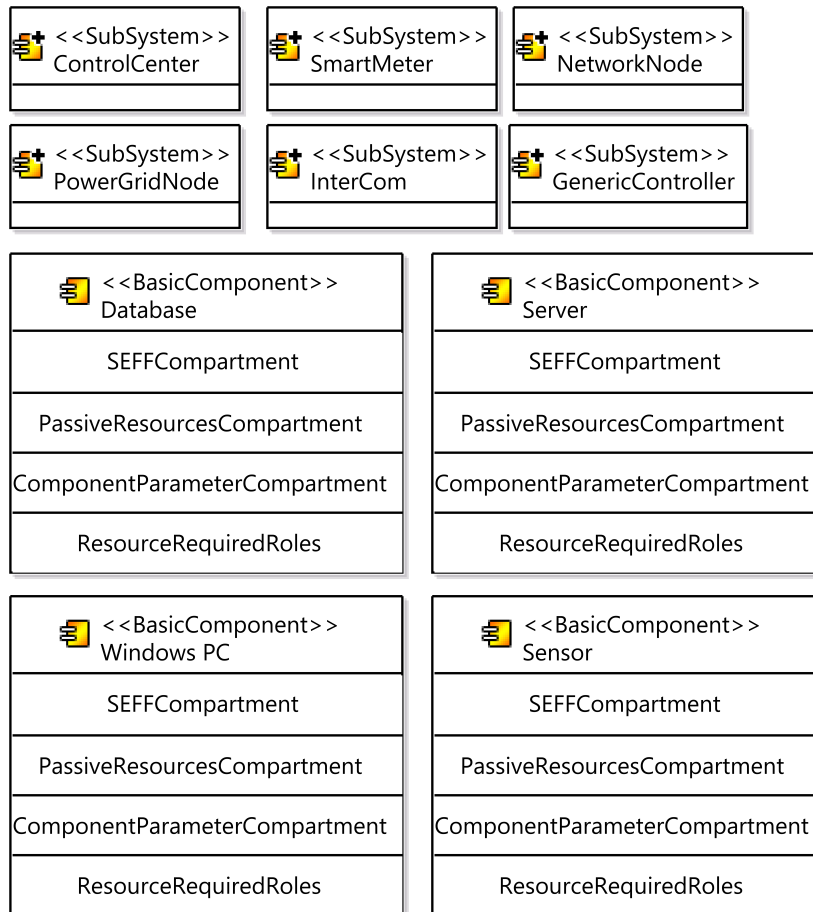 <<SubSystem>>
ControlCenter
<<SubSystem>>
SmartMeter
<<SubSystem>>
NetworkNode
<<SubSystem>>
PowerGridNode
<<SubSystem>>
InterCom
<<SubSystem>>
GenericController
<<BasicComponent>>
Database
SEFFCompartment
PassiveResourcesCompartment
ComponentParameterCompartment
ResourceRequiredRoles
<<BasicComponent>>
Server
SEFFCompartment
PassiveResourcesCompartment
ComponentParameterCompartment
ResourceRequiredRoles
<<BasicComponent>>
Windows PC
SEFFCompartment
PassiveResourcesCompartment
ComponentParameterCompartment
ResourceRequiredRoles
<<BasicComponent>>
Sensor
SEFFCompartment
PassiveResourcesCompartment
ComponentParameterCompartment
ResourceRequiredRoles